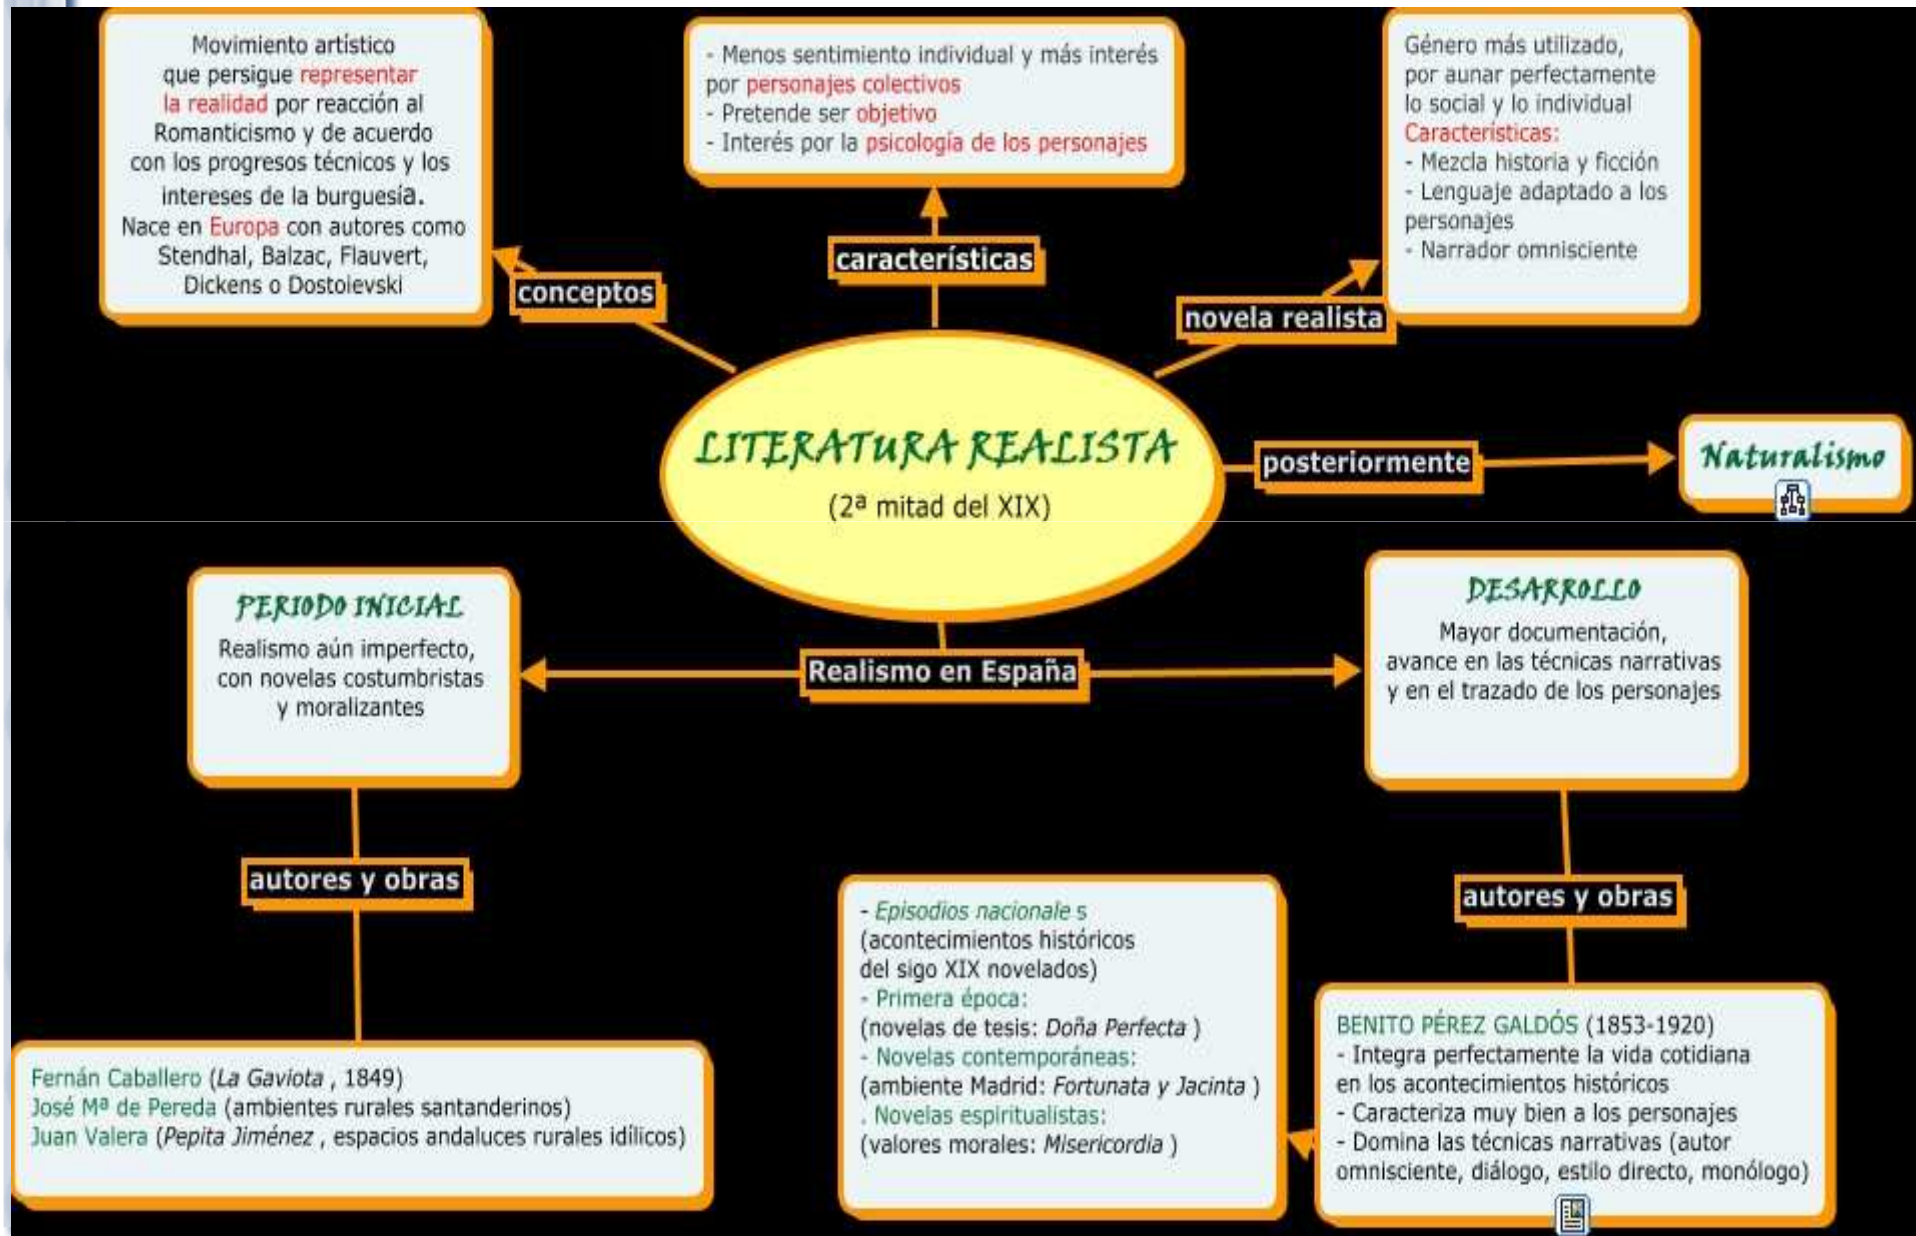 Movimiento artístico
que persigue representar
la realidad por reacción al
Romanticismo y de acuerdo
con los progresos técnicos y los
intereses de la burguesía.
Nace en Europa con autores como
Stendhal, Balzac, Flauvert,
Dickens o Dostoievski
- Menos sentimiento individual y más interés
por personajes colectivos
- Pretende ser objetivo
- Interés por la psicología de los personajes
Género más utilizado,
por aunar perfectamente
lo social y lo individual
Características:
- Mezcla historia y ficción
- Lenguaje adaptado a los
personajes
- Narrador omnisciente
conceptos
características
novela realista
LITERATURA REALISTA
(2ª mitad del XIX)
posteriormente
Naturalismo
Realismo en España
PERIODO INICIAL
Realismo aún imperfecto,
con novelas costumbristas
y moralizantes
DESARROLLO
Mayor documentación,
avance en las técnicas narrativas
y en el trazado de los personajes
autores y obras
autores y obras
Fernán Caballero (La Gaviota , 1849)
José Mª de Pereda (ambientes rurales santanderinos)
Juan Valera (Pepita Jiménez , espacios andaluces rurales idílicos)
- Episodios nacionale s
(acontecimientos históricos
del sigo XIX novelados)
- Primera época:
(novelas de tesis: Doña Perfecta )
- Novelas contemporáneas:
(ambiente Madrid: Fortunata y Jacinta )
. Novelas espiritualistas:
(valores morales: Misericordia )
BENITO PÉREZ GALDÓS (1853-1920)
- Integra perfectamente la vida cotidiana
en los acontecimientos históricos
- Caracteriza muy bien a los personajes
- Domina las técnicas narrativas (autor
omnisciente, diálogo, estilo directo, monólogo)